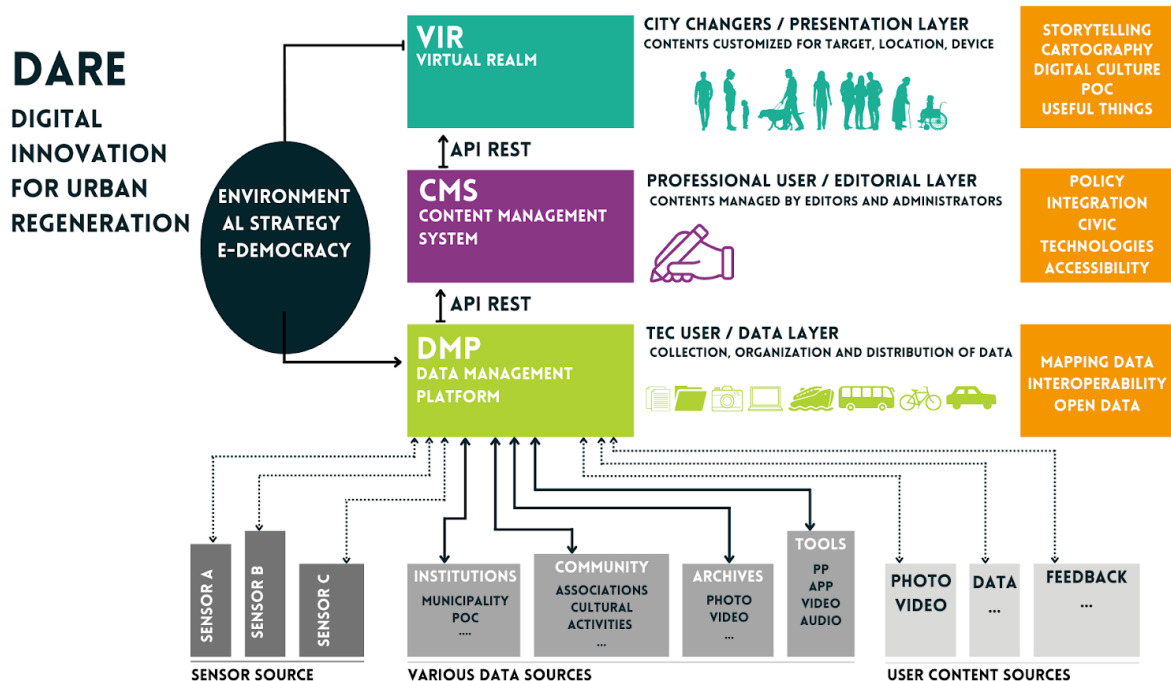 DARE
DIGITAL
INNOVATION
FOR URBAN
REGENERATION
ENVIRONMENT
AL STRATEGY
E-DEMOCRACY
VIR
VIRTUAL REALM
CITY CHANGERS / PRESENTATION LAYER
CONTENTS CUSTOMIZED FOR TARGET, LOCATION, DEVICE
STORYTELLING
CARTOGRAPHY
DIGITAL CULTURE
POC
USEFUL THINGS
API REST
CMS
CONTENT MANAGEMENT
SYSTEM
PROFESSIONAL USER / EDITORIAL LAYER
CONTENTS MANAGED BY EDITORS AND ADMINISTRATORS
POLICY
INTEGRATION
CIVIC
TECHNOLOGIES
ACCESSIBILITY
API REST
DMP
DATA MANAGEMENT
PLATFORM
TEC USER / DATA LAYER
COLLECTION, ORGANIZATION AND DISTRIBUTION OF DATA
MAPPING DATA
INTEROPERABILITY
OPEN DATA
SENSOR A
SENSOR B
SENSOR C
SENSOR SOURCE
INSTITUTIONS
MUNICIPALITY
POC
....
COMMUNITY
ASSOCIATIONS
CULTURAL
ACTIVITIES
...
ARCHIVES
PHOTO
VIDEO
...
TOOLS
PP
APP
VIDEO
AUDIO
VARIOUS DATA SOURCES
PHOTO
VIDEO
DATA
...
FEEDBACK
...
USER CONTENT SOURCES